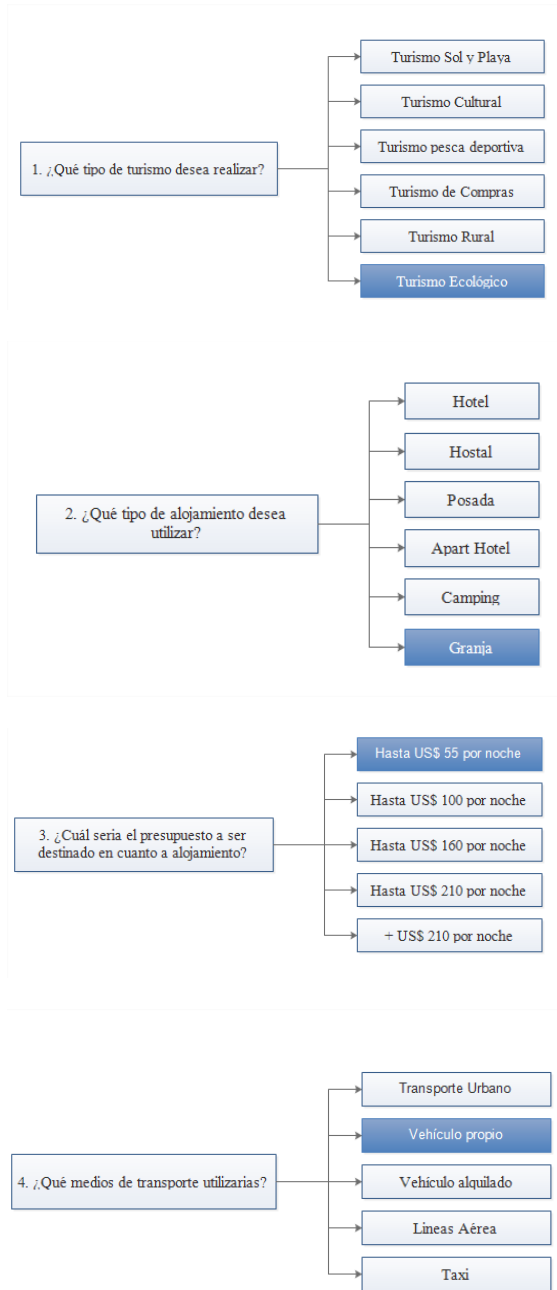 1. ¿Qué tipo de turismo desea realizar?
Turismo Sol y Playa
Turismo Cultural
Turismo pesca deportiva
Turismo de Compras
Turismo Rural
Turismo Ecológico
2. ¿Qué tipo de alojamiento desea
utilizar?
Hotel
Hostal
Posada
Apart Hotel
Camping
Granja
3. ¿Cuál seria el presupuesto a ser
destinado en cuanto a alojamiento?
Hasta US$ 55 por noche
Hasta US$ 100 por noche
Hasta US$ 160 por noche
Hasta US$ 210 por noche
+ US$ 210 por noche
4. ¿Qué medios de transporte utilizarias?
Transporte Urbano
Vehículo propio
Vehículo alquilado
Lineas Aérea
Taxi